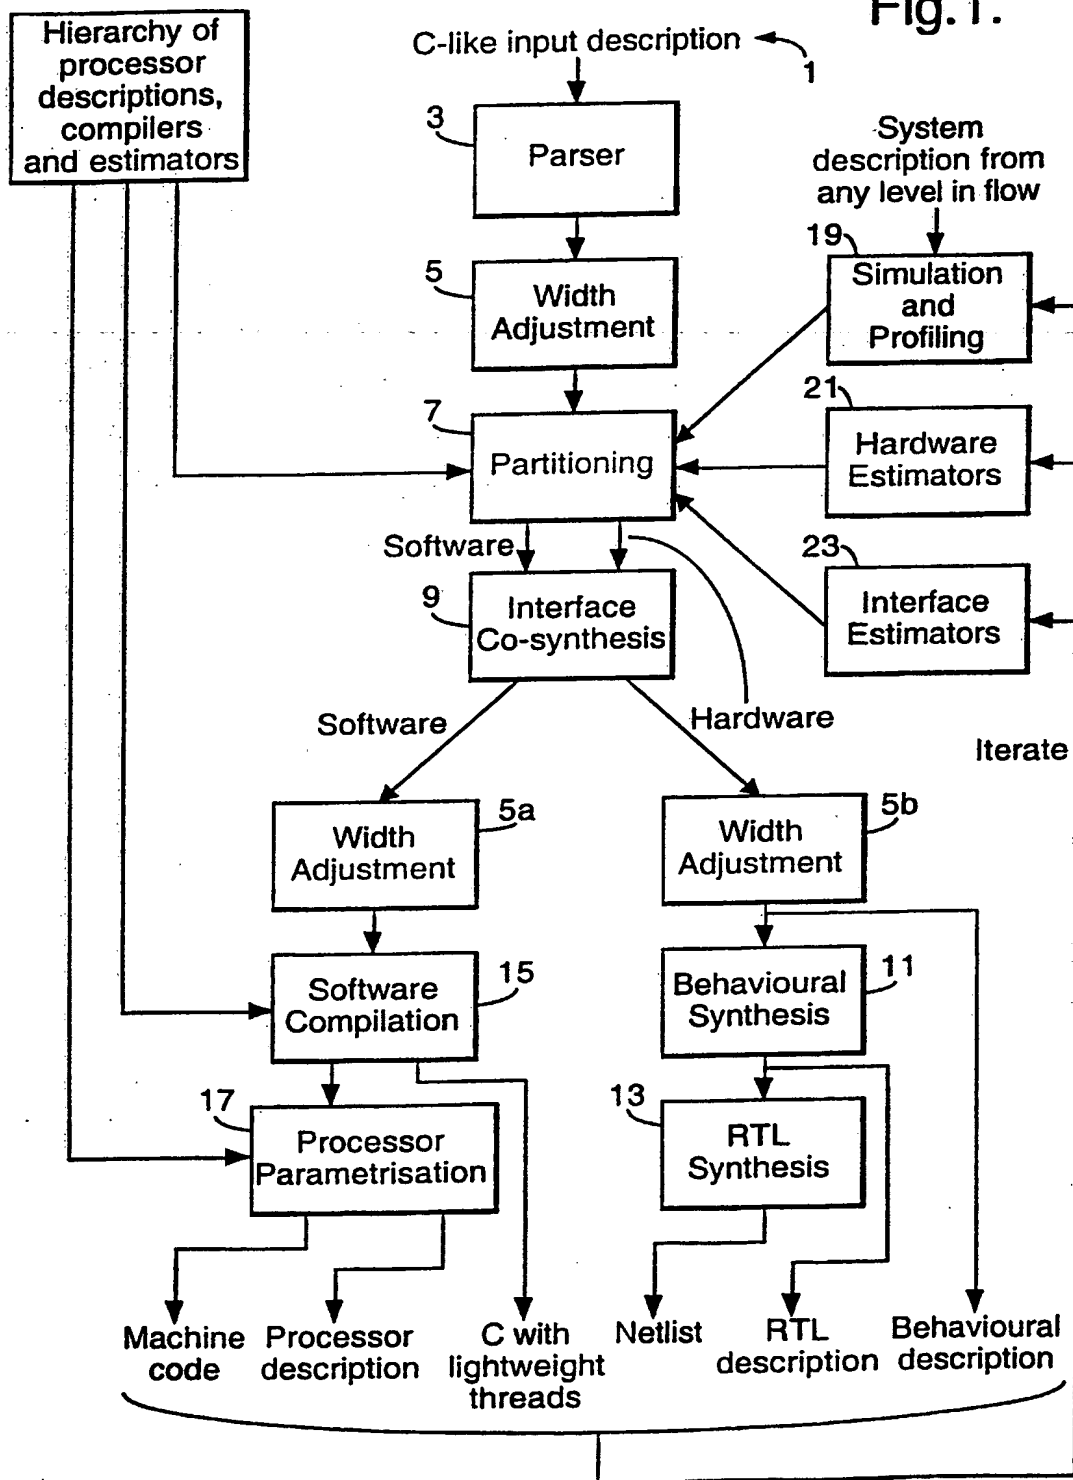 Fig.1.
Hierarchy of
processor
descriptions,
compilers
and estimators
C-like input description
1
3
Parser
System
description from
any level in flow
5
Width
Adjustment
19
Simulation
and
Profiling
7
Partitioning
21
Hardware
Estimators
Software
23
9
Interface
Co-synthesis
Interface
Estimators
Software
Hardware
Iterate
5a
Width
Adjustment
5b
Width
Adjustment
15
Software
Compilation
11
Behavioural
Synthesis
17
Processor
Parametrisation
13
RTL
Synthesis
Machine
code
Processor
description
C with
lightweight
threads
Netlist
RTL
description
Behavioural
description